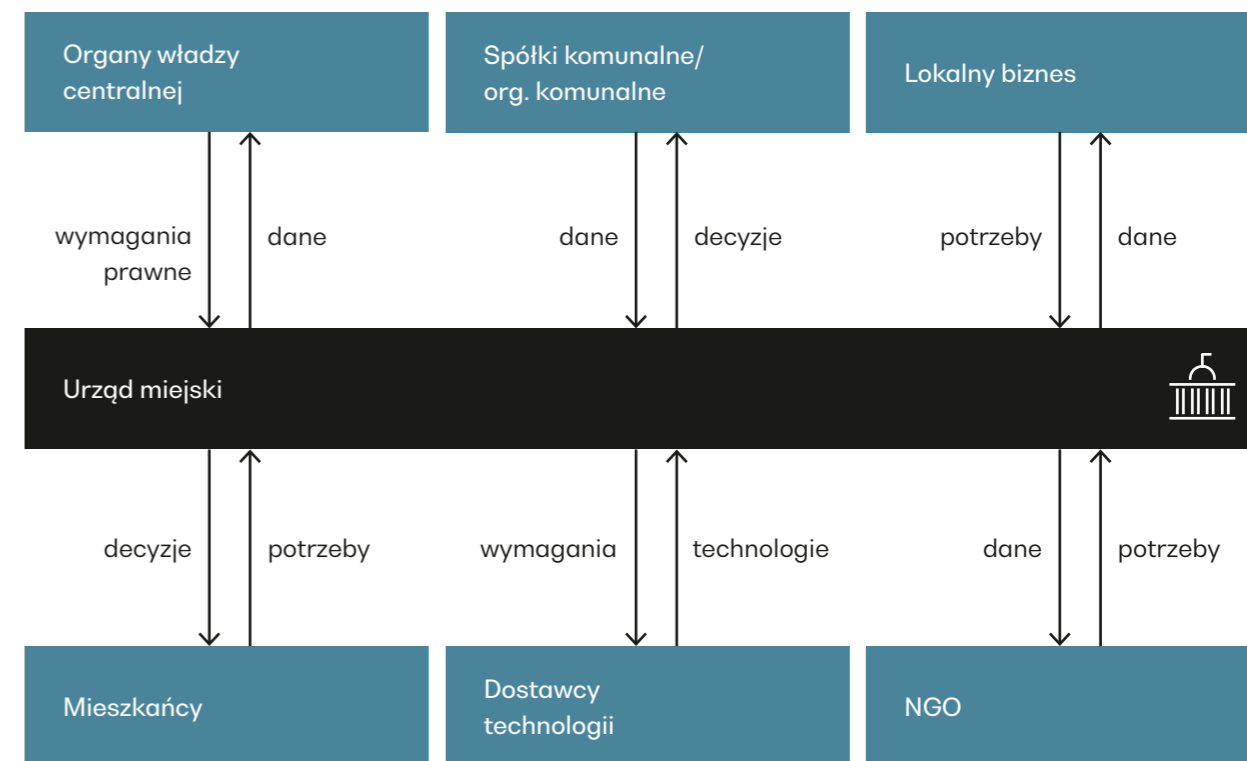 Organy władzy
centralnej
Spółki komunalne/
org. komunalne
Lokalny biznes
wymagania
prawne
dane
dane
decyzje
potrzeby
dane
Urząd miejski
decyzje
potrzeby
wymagania
technologie
dane
potrzeby
Mieszkańcy
Dostawcy
technologii
NGO